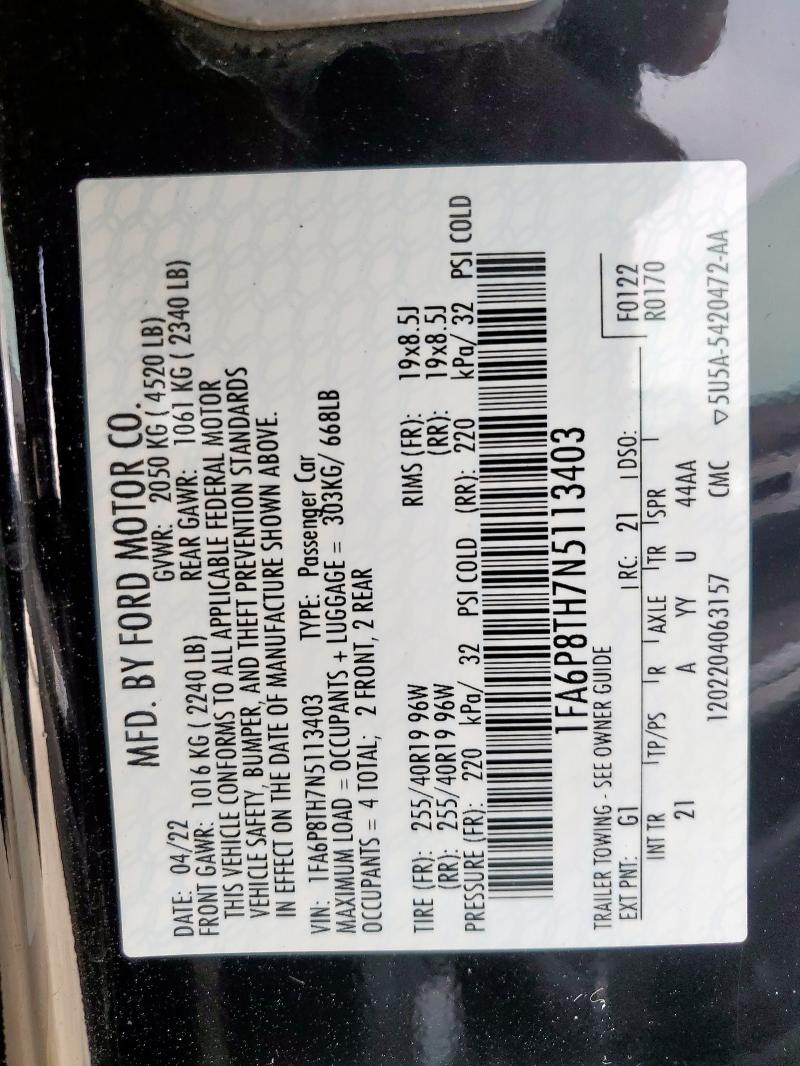 MFD. BY FORD MOTOR CO.
DATE: 04/22 GVWR: 2050 KG ( 4520 LB)
FRONT GAWR: 1016 KG ( 2240 LB) REAR GAWR: 1061 KG ( 2340 LB)
THIS VEHICLE CONFORMS TO ALL APPLICABLE FEDERAL MOTOR
VEHICLE SAFETY, BUMPER, AND THEFT PREVENTION STANDARDS
IN EFFECT ON THE DATE OF MANUFACTURE SHOWN ABOVE.
VIN: 1FA6P8TH7N5113403 TYPE: Passenger Car
MAXIMUM LOAD = OCCUPANTS + LUGGAGE = 303KG/ 668LB
OCCUPANTS = 4 TOTAL; 2 FRONT, 2 REAR
TIRE (FR): 255/40R19 96W RIMS (FR): 19x8.5J
(RR): 255/40R19 96W (RR): 19x8.5J
PRESSURE (FR): 220 kPa/ 32 PSI COLD (RR): 220 kPa/ 32 PSI COLD
1FA6P8TH7N5113403
TRAILER TOWING - SEE OWNER GUIDE F0122
EXT PNT: G1 RC: 21 DSO: R0170
INT TR TP/PS R AXLE TR SPR
21 A YY U 44AA
1202204063157 CMC ▽5U5A-5420472-AA